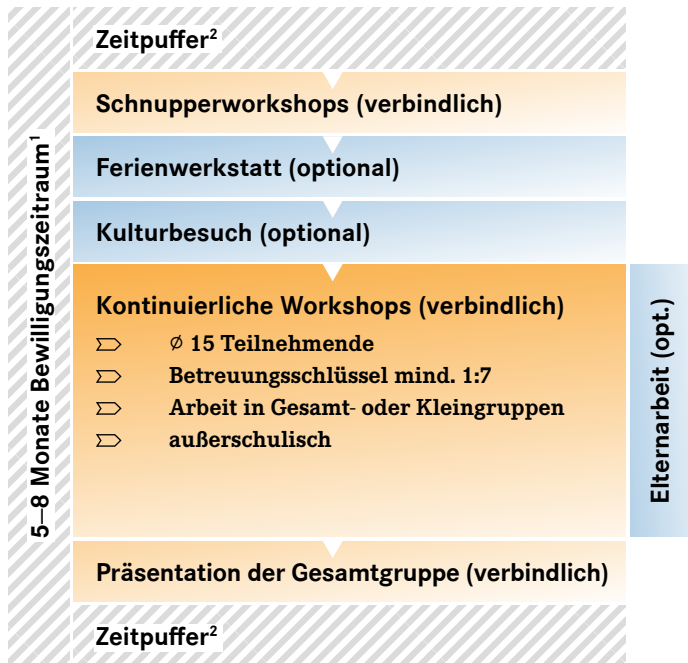 Zeitpuffer²
Schnupperworkshops (verbindlich)
Ferienwerkstatt (optional)
Kulturbesuch (optional)
Kontinuierliche Workshops (verbindlich)
⌀ 15 Teilnehmende
Betreuungsschlüssel mind. 1:7
Arbeit in Gesamt- oder Kleingruppen
außerschulisch
Präsentation der Gesamtgruppe (verbindlich)
Zeitpuffer²
5–8 Monate Bewilligungszeitraum¹
Elternarbeit (opt.)